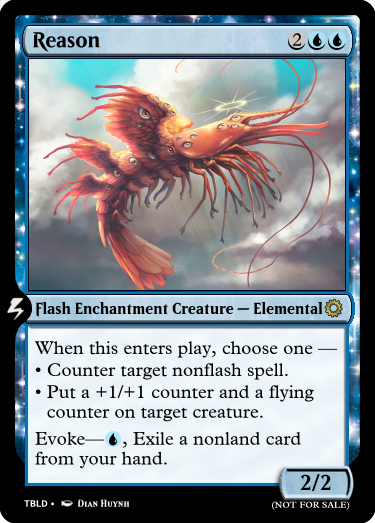 Reason 2
Flash Enchantment Creature — Elemental
When this enters play, choose one —
• Counter target nonflash spell.
• Put a +1/+1 counter and a flying
counter on target creature.
Evoke—, Exile a nonland card
from your hand.
2/2
TBLD • Dian Huynh
(NOT FOR SALE)